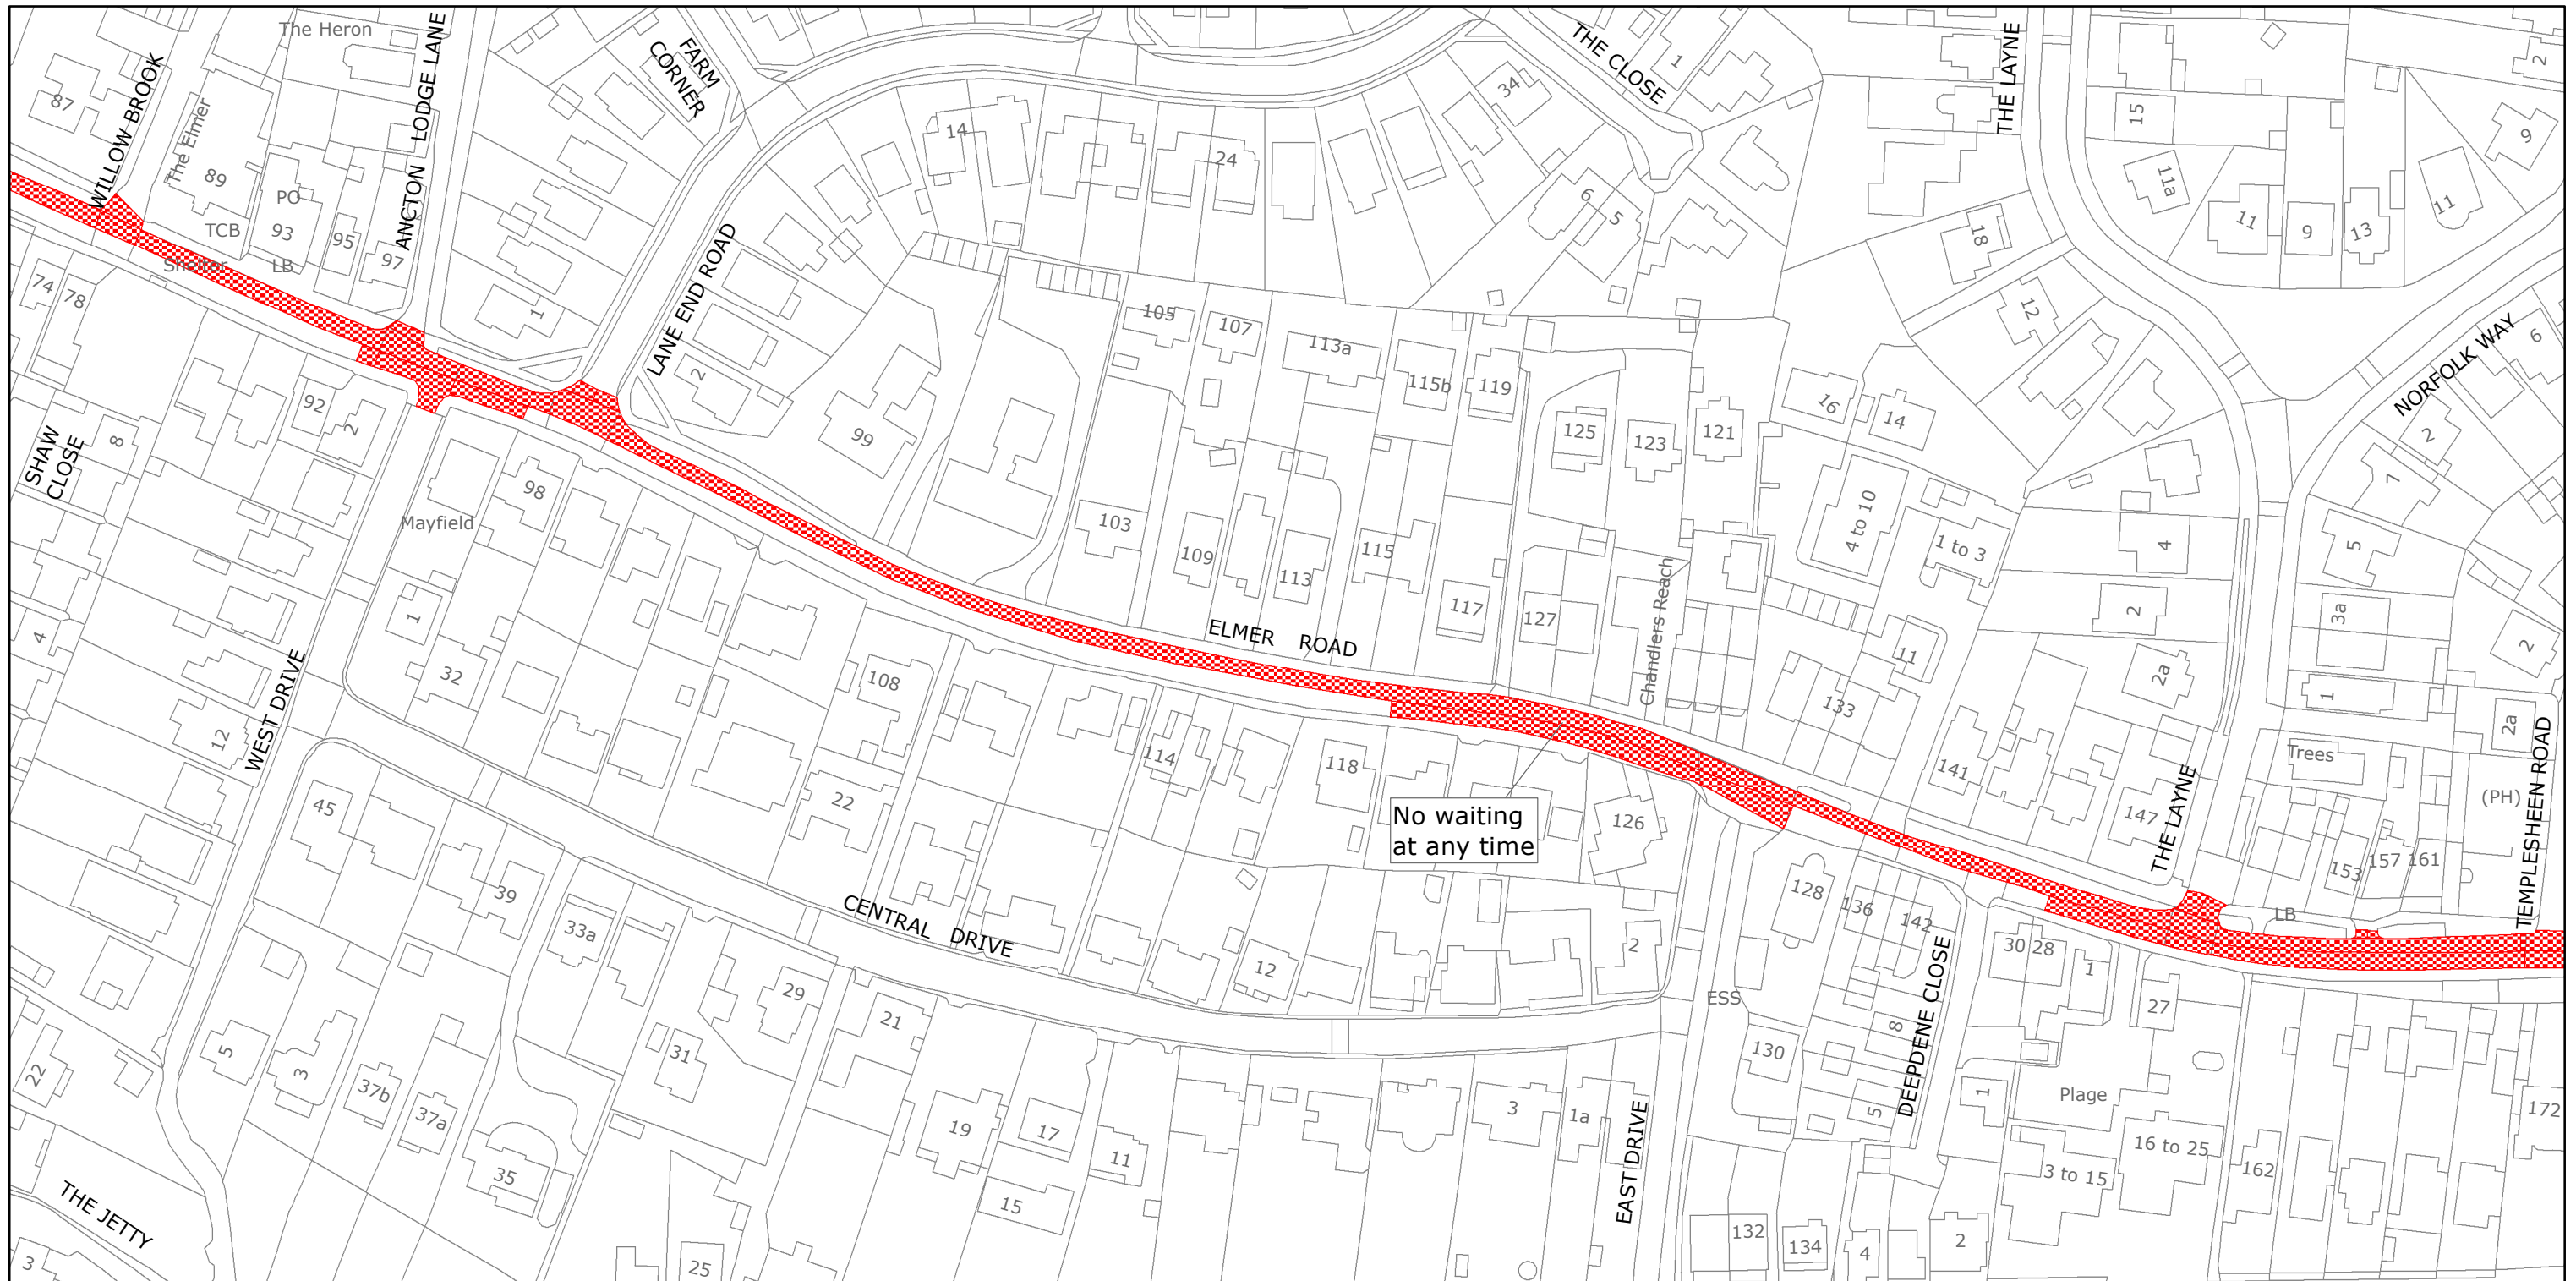 The Heron
FARM
CORNER
THE CLOSE
1
THE LAYNE
2
87
WILLOW BROOK
The Elmer
ANCTON LODGE LANE
34
15
9
14
24
89
PO
TCB
93
95
97
LB
Shelter
6
5
11a
11
9
13
11
18
12
74
78
1
LANE END ROAD
2
105
107
113a
115b
119
NORFOLK WAY
6
92
2
8
SHAW
CLOSE
99
125
123
121
16
14
2
7
98
Mayfield
103
109
113
115
4 to 10
1 to 3
4
5
1
32
4
117
127
Chandlers Reach
11
2
3a
2
ELMER ROAD
WEST DRIVE
12
108
114
118
133
141
2a
1
2a
Trees
(PH)
TEMPLESHEEN ROAD
45
22
No waiting
at any time
126
147
THE LAYNE
153
157
161
39
33a
CENTRAL DRIVE
128
136
142
LB
29
12
2
30
28
1
DEEPDENE CLOSE
ESS
27
5
3
22
31
21
8
130
37b
37a
19
17
11
3
1a
EAST DRIVE
5
1
Plage
172
35
15
16 to 25
3 to 15
162
THE JETTY
3
25
132
134
4
2